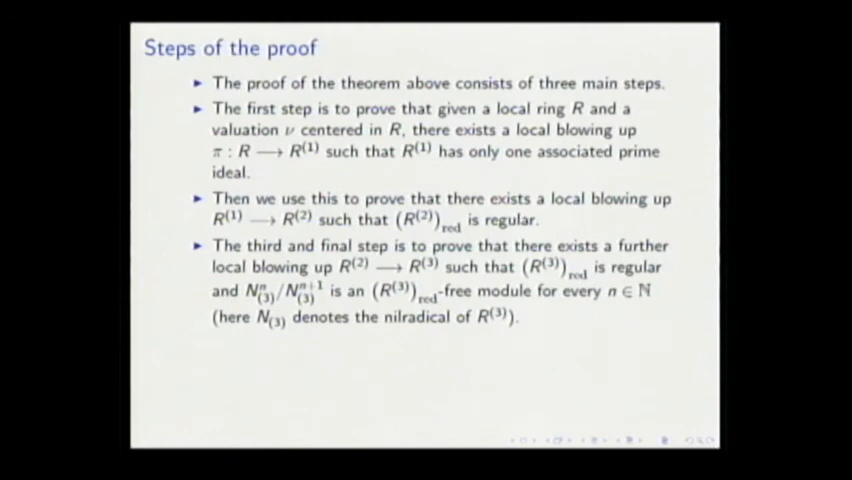 Steps of the proof
▶ The proof of the theorem above consists of three main steps.
▶ The first step is to prove that given a local ring R and a
valuation ν centered in R, there exists a local blowing up
π : R ⟶ R⁽¹⁾ such that R⁽¹⁾ has only one associated prime
ideal.
▶ Then we use this to prove that there exists a local blowing up
R⁽¹⁾ ⟶ R⁽²⁾ such that (R⁽²⁾)_red is regular.
▶ The third and final step is to prove that there exists a further
local blowing up R⁽²⁾ ⟶ R⁽³⁾ such that (R⁽³⁾)_red is regular
and N₍₃₎ⁿ/N₍₃₎ⁿ⁺¹ is an (R⁽³⁾)_red-free module for every n ∈ ℕ
(here N₍₃₎ denotes the nilradical of R⁽³⁾).